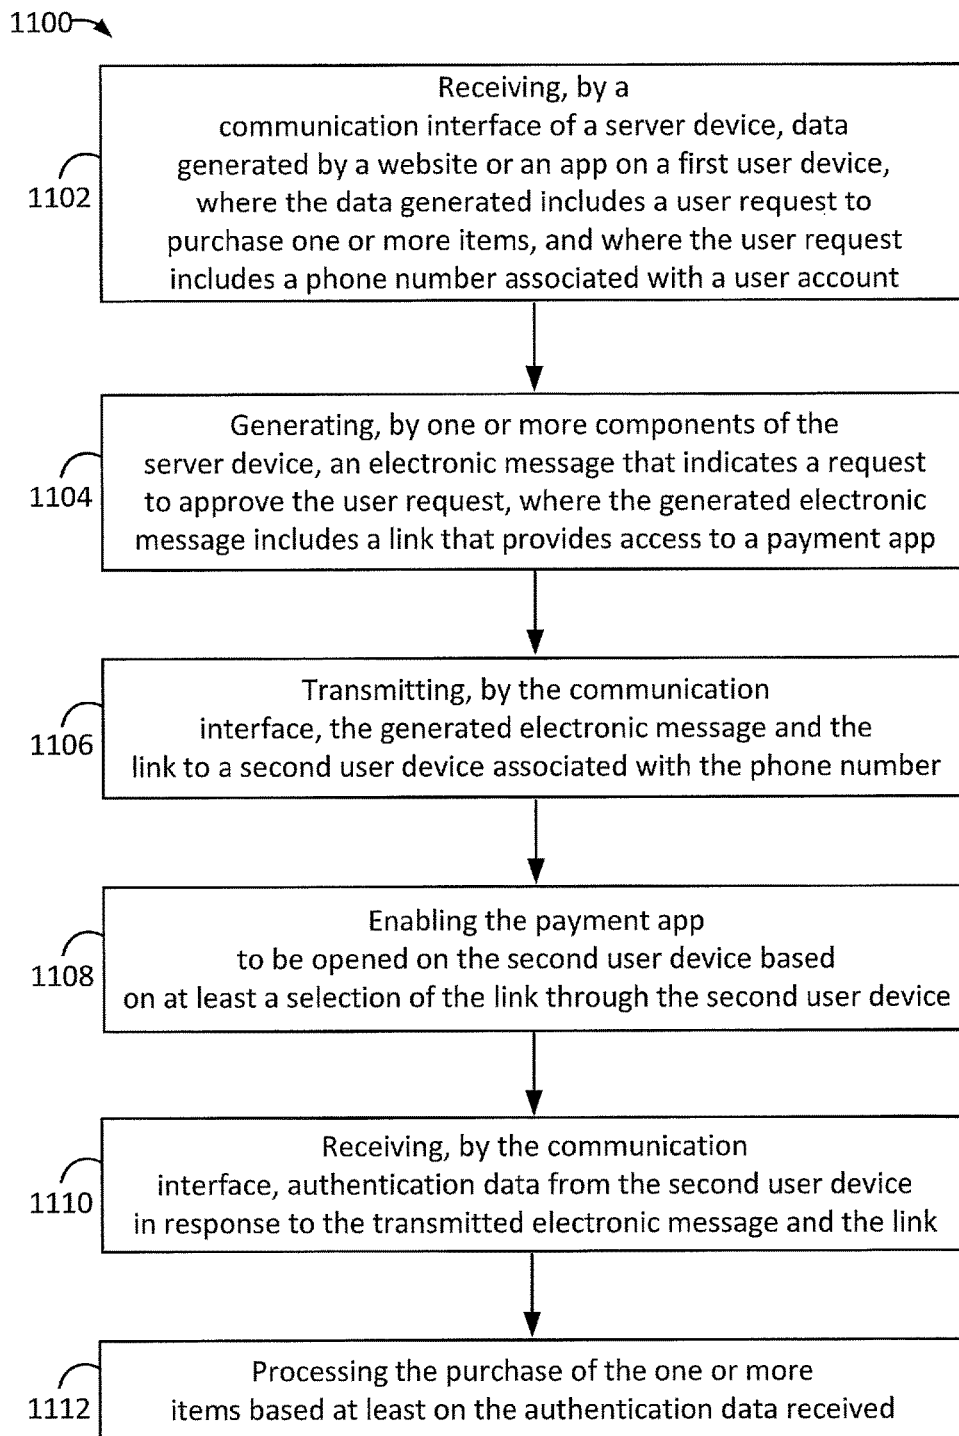 1100
Receiving, by a
communication interface of a server device, data
generated by a website or an app on a first user device,
where the data generated includes a user request to
purchase one or more items, and where the user request
includes a phone number associated with a user account
1102
Generating, by one or more components of the
server device, an electronic message that indicates a request
to approve the user request, where the generated electronic
message includes a link that provides access to a payment app
1104
Transmitting, by the communication
interface, the generated electronic message and the
link to a second user device associated with the phone number
1106
Enabling the payment app
to be opened on the second user device based
on at least a selection of the link through the second user device
1108
Receiving, by the communication
interface, authentication data from the second user device
in response to the transmitted electronic message and the link
1110
Processing the purchase of the one or more
items based at least on the authentication data received
1112